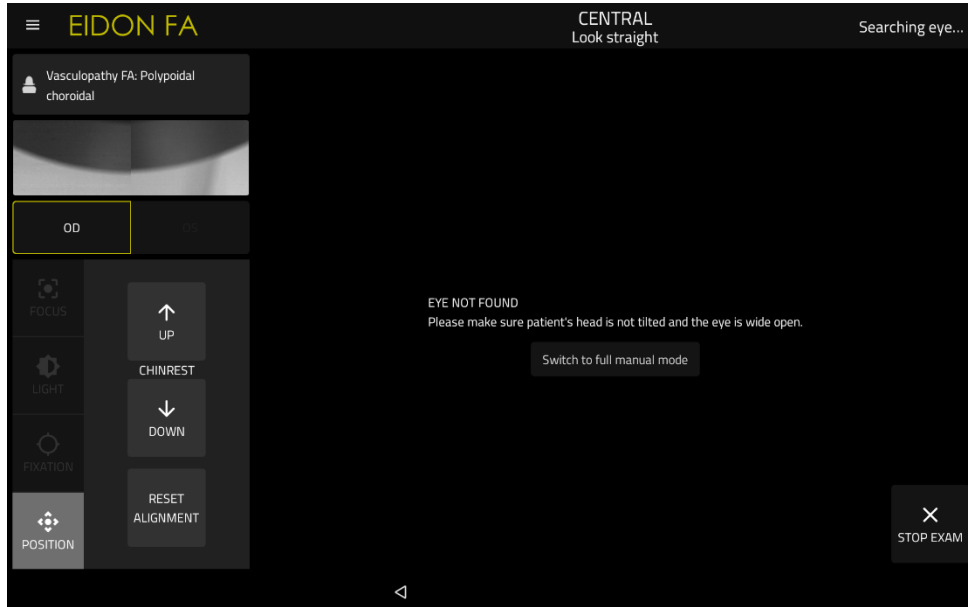 EIDON FA
CENTRAL
Look straight
Searching eye...
Vasculopathy FA: Polypoidal
choroidal
OD
OS
FOCUS
LIGHT
FIXATION
POSITION
UP
CHINREST
DOWN
RESET
ALIGNMENT
EYE NOT FOUND
Please make sure patient's head is not tilted and the eye is wide open.
Switch to full manual mode
STOP EXAM